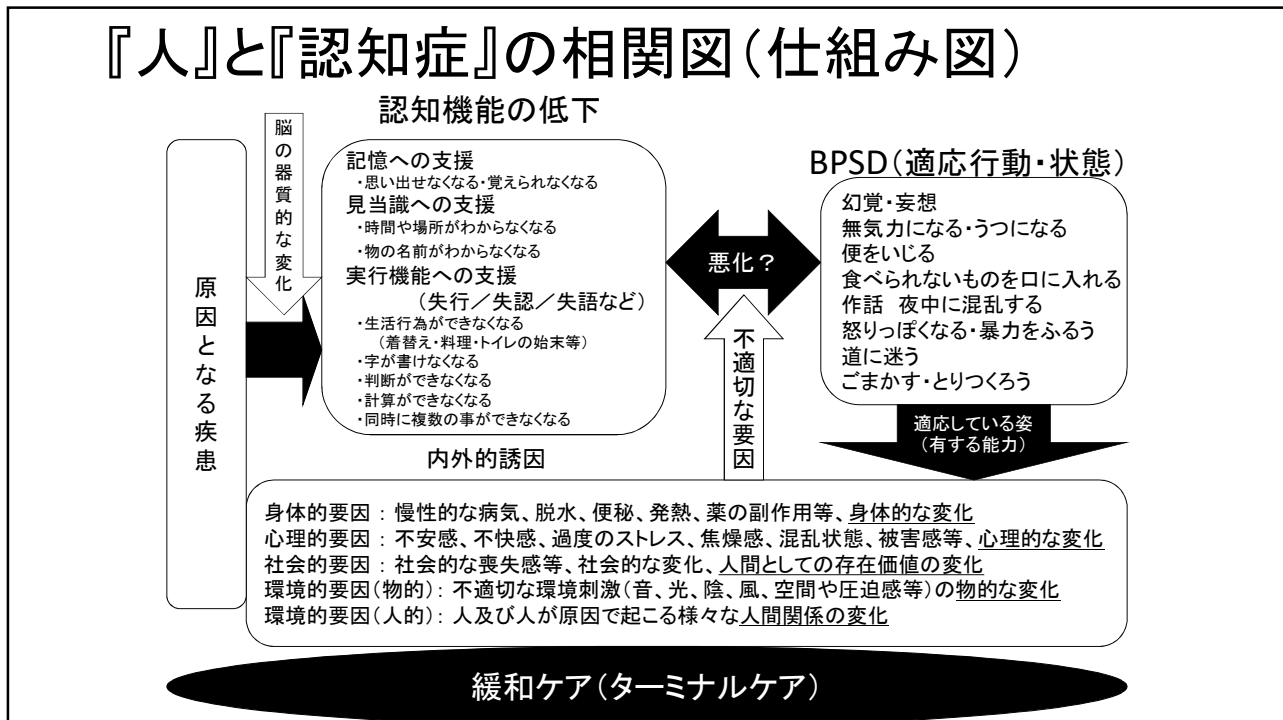 『人』と『認知症』の相関図（仕組み図）
認知機能の低下
脳の器質的な変化
原因となる疾患
記憶への支援
・思い出せなくなる・覚えられなくなる
見当識への支援
・時間や場所がわからなくなる
・物の名前がわからなくなる
実行機能への支援
（失行／失認／失語など）
・生活行為ができなくなる
（着替え・料理・トイレの始末等）
・字が書けなくなる
・判断ができなくなる
・計算ができなくなる
・同時に複数の事ができなくなる
悪化？
不適切な要因
BPSD（適応行動・状態）
幻覚・妄想
無気力になる・うつになる
便をいじる
食べられないものを口に入れる
作話　夜中に混乱する
怒りっぽくなる・暴力をふるう
道に迷う
ごまかす・とりつくろう
適応している姿
（有する能力）
内外的誘因
身体的要因 ： 慢性的な病気、脱水、便秘、発熱、薬の副作用等、身体的な変化
心理的要因 ： 不安感、不快感、過度のストレス、焦燥感、混乱状態、被害感等、心理的な変化
社会的要因 ： 社会的な喪失感等、社会的な変化、人間としての存在価値の変化
環境的要因（物的） ： 不適切な環境刺激（音、光、陰、風、空間や圧迫感等）の物的な変化
環境的要因（人的） ： 人及び人が原因で起こる様々な人間関係の変化
緩和ケア（ターミナルケア）